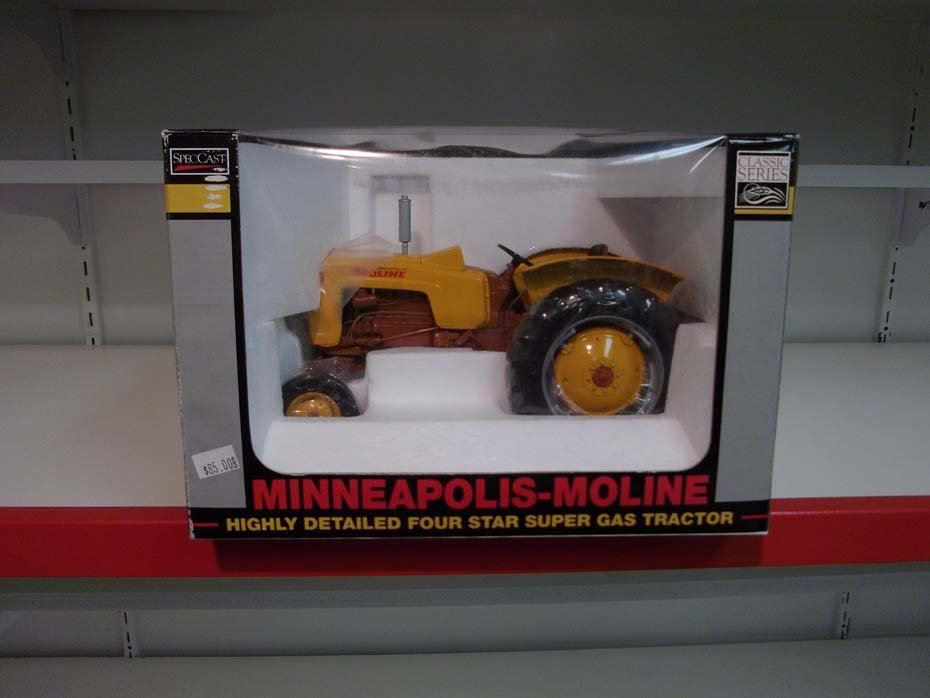 SPECCAST
CLASSIC
SERIES
MOLINE
$85.00
MINNEAPOLIS-MOLINE
HIGHLY DETAILED FOUR STAR SUPER GAS TRACTOR